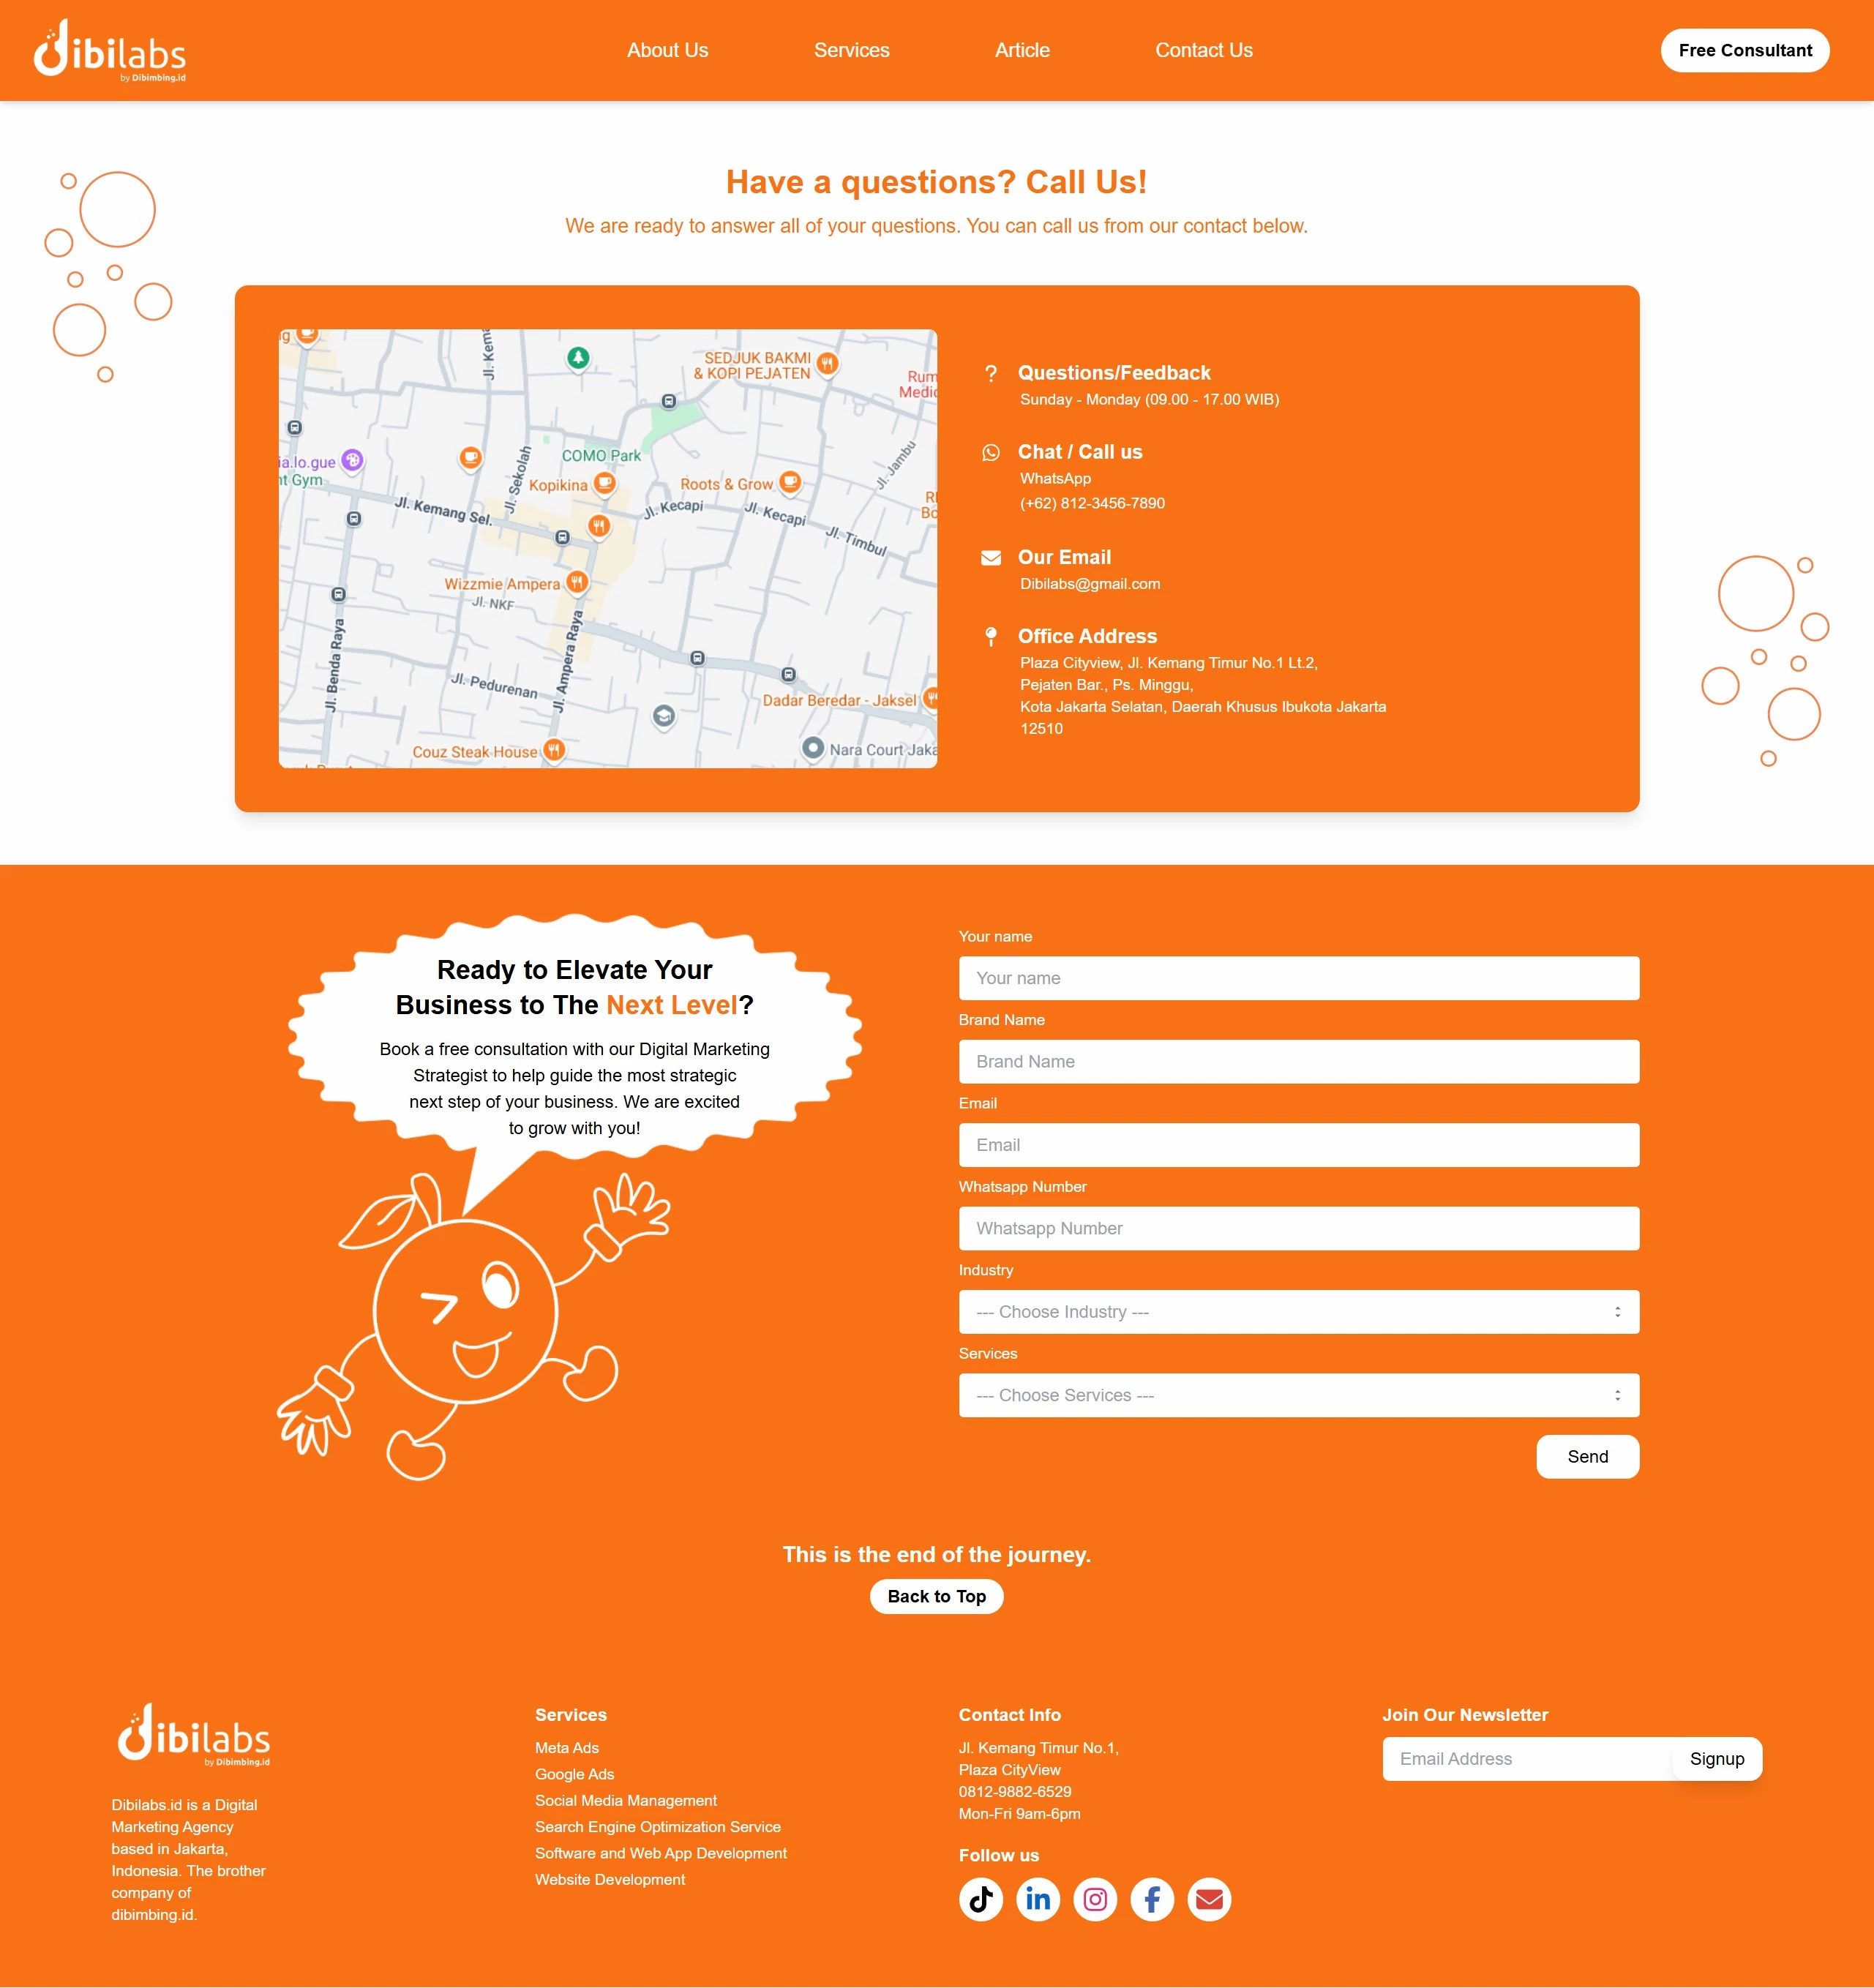 dibilabs
by Dibimbing.id
About Us
Services
Article
Contact Us
Free Consultant
Have a questions? Call Us!
We are ready to answer all of your questions. You can call us from our contact below.
Jl. Kema
SEDJUK BAKMI
& KOPI PEJATEN
Rum
Medic
ia.lo.gue
nt Gym
Jl. Sekolah
COMO Park
Kopikina
Roots & Grow
Jl. Jambu
Jl. Kemang Sel.
Jl. Kecapi
Jl. Kecapi
Jl. Timbul
Wizzmie Ampera
Jl. NKF
Jl. Benda Raya
Jl. Ampera Raya
Jl. Pedurenan
Dadar Beredar - Jaksel
Couz Steak House
Nara Court Jaka
Questions/Feedback
Sunday - Monday (09.00 - 17.00 WIB)
Chat / Call us
WhatsApp
(+62) 812-3456-7890
Our Email
Dibilabs@gmail.com
Office Address
Plaza Cityview, Jl. Kemang Timur No.1 Lt.2,
Pejaten Bar., Ps. Minggu,
Kota Jakarta Selatan, Daerah Khusus Ibukota Jakarta
12510
Ready to Elevate Your
Business to The Next Level?
Book a free consultation with our Digital Marketing
Strategist to help guide the most strategic
next step of your business. We are excited
to grow with you!
Your name
Your name
Brand Name
Brand Name
Email
Email
Whatsapp Number
Whatsapp Number
Industry
--- Choose Industry ---
Services
--- Choose Services ---
Send
This is the end of the journey.
Back to Top
dibilabs
by Dibimbing.id
Dibilabs.id is a Digital
Marketing Agency
based in Jakarta,
Indonesia. The brother
company of
dibimbing.id.
Services
Meta Ads
Google Ads
Social Media Management
Search Engine Optimization Service
Software and Web App Development
Website Development
Contact Info
Jl. Kemang Timur No.1,
Plaza CityView
0812-9882-6529
Mon-Fri 9am-6pm
Follow us
Join Our Newsletter
Email Address
Signup